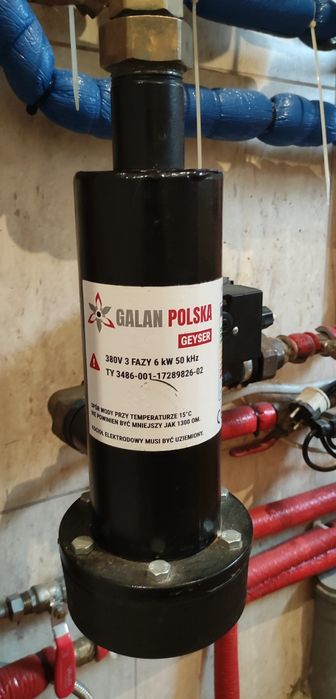 GALAN POLSKA
GEYSER
380V 3 FAZY 6 kW 50 kHz
TY 3486-001-17289826-02
OPÓR WODY PRZY TEMPERATURZE 15°C
NIE POWINIEN BYĆ MNIEJSZY JAK 1300 OM.
KOCIOŁ ELEKTRODOWY MUSI BYĆ UZIEMIONY.